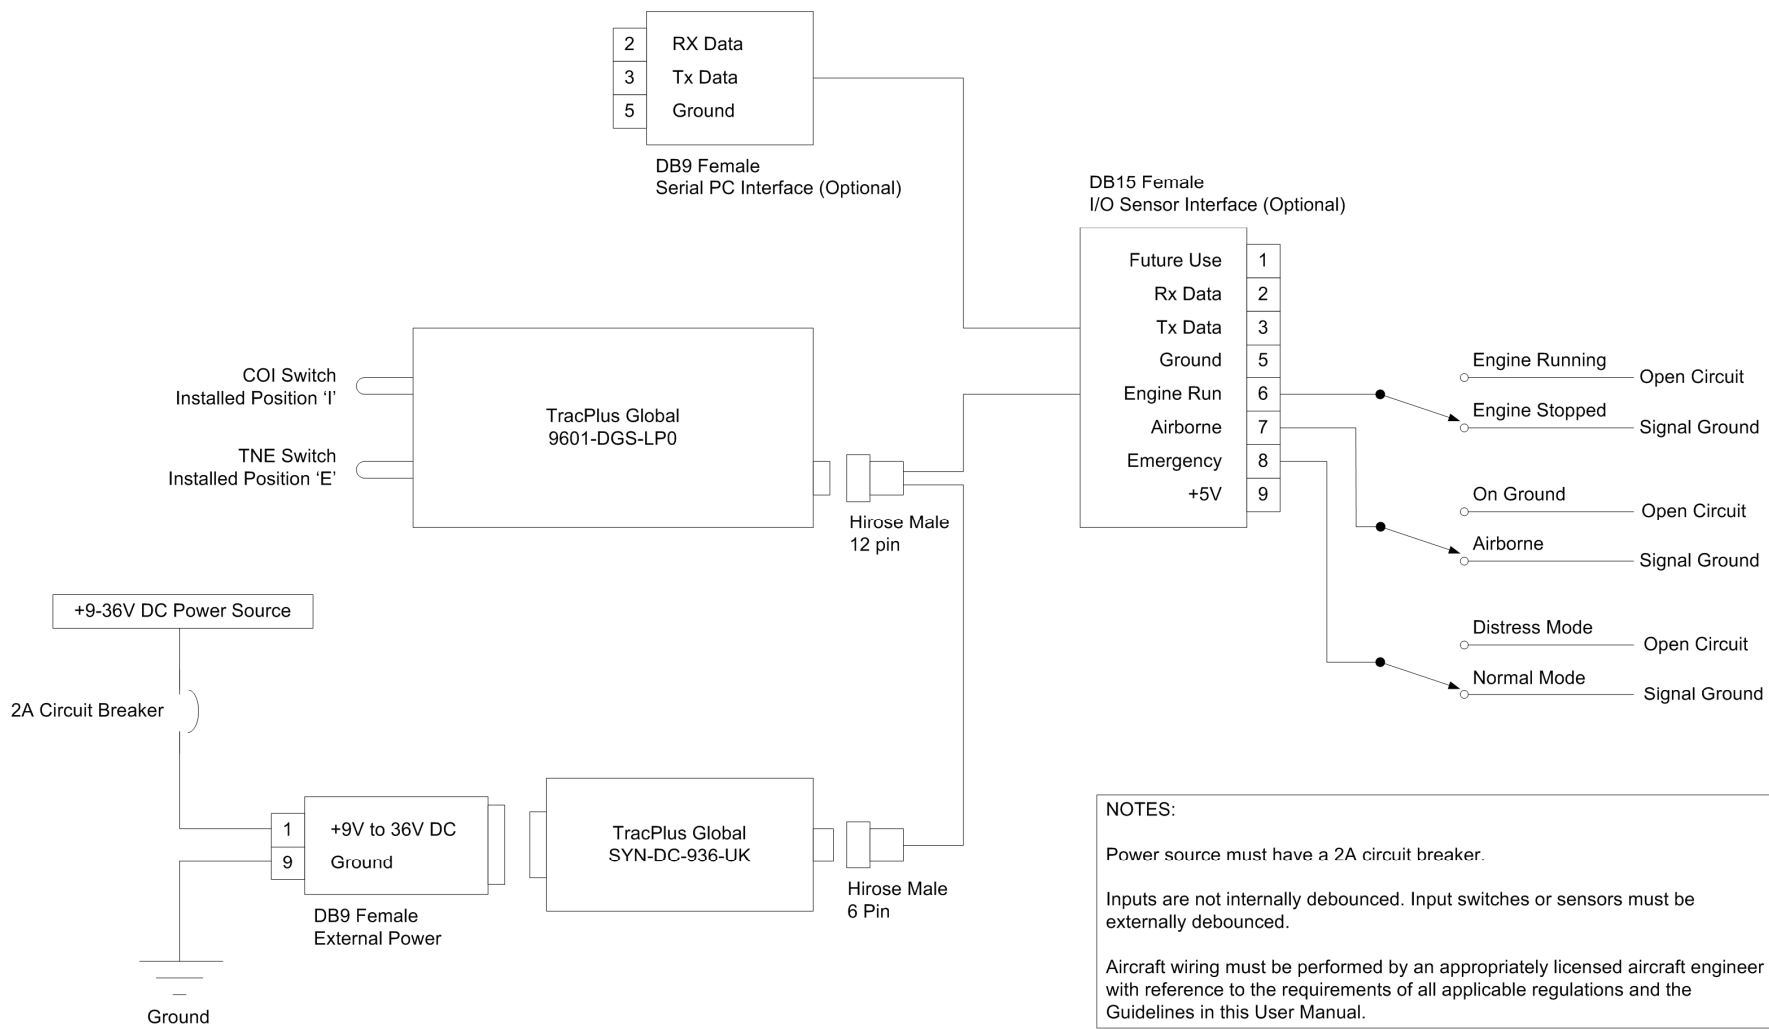 2
RX Data
3
Tx Data
5
Ground
DB9 Female
Serial PC Interface (Optional)
DB15 Female
I/O Sensor Interface (Optional)
Future Use
1
Rx Data
2
Tx Data
3
Ground
5
Engine Run
6
Airborne
7
Emergency
8
+5V
9
COI Switch
Installed Position 'I'
TNE Switch
Installed Position 'E'
TracPlus Global
9601-DGS-LP0
Hirose Male
12 pin
Engine Running
Open Circuit
Engine Stopped
Signal Ground
On Ground
Open Circuit
Airborne
Signal Ground
Distress Mode
Open Circuit
Normal Mode
Signal Ground
+9-36V DC Power Source
2A Circuit Breaker
1
+9V to 36V DC
9
Ground
DB9 Female
External Power
TracPlus Global
SYN-DC-936-UK
Hirose Male
6 Pin
Ground
NOTES:
Power source must have a 2A circuit breaker.
Inputs are not internally debounced. Input switches or sensors must be
externally debounced.
Aircraft wiring must be performed by an appropriately licensed aircraft engineer
with reference to the requirements of all applicable regulations and the
Guidelines in this User Manual.